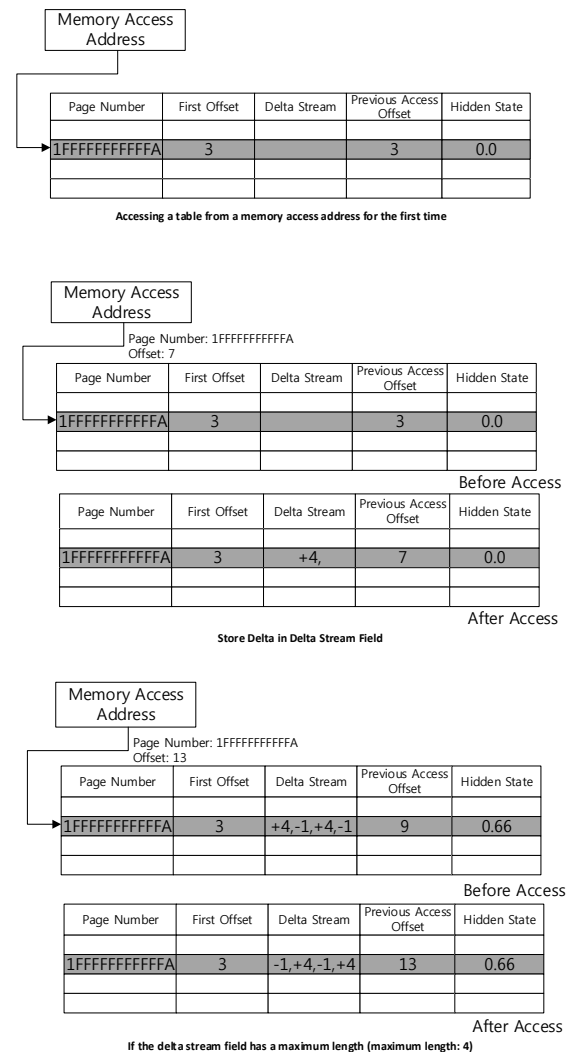 Memory Access
Address
Page Number First Offset Delta Stream Previous Access Offset Hidden State
1FFFFFFFFFFFA 3 3 0.0
Accessing a table from a memory access address for the first time
Memory Access
Address
Page Number: 1FFFFFFFFFFFA
Offset: 7
Page Number First Offset Delta Stream Previous Access Offset Hidden State
1FFFFFFFFFFFA 3 3 0.0
Before Access
Page Number First Offset Delta Stream Previous Access Offset Hidden State
1FFFFFFFFFFFA 3 +4, 7 0.0
After Access
Store Delta in Delta Stream Field
Memory Access
Address
Page Number: 1FFFFFFFFFFFA
Offset: 13
Page Number First Offset Delta Stream Previous Access Offset Hidden State
1FFFFFFFFFFFA 3 +4,-1,+4,-1 9 0.66
Before Access
Page Number First Offset Delta Stream Previous Access Offset Hidden State
1FFFFFFFFFFFA 3 -1,+4,-1,+4 13 0.66
After Access
If the delta stream field has a maximum length (maximum length: 4)